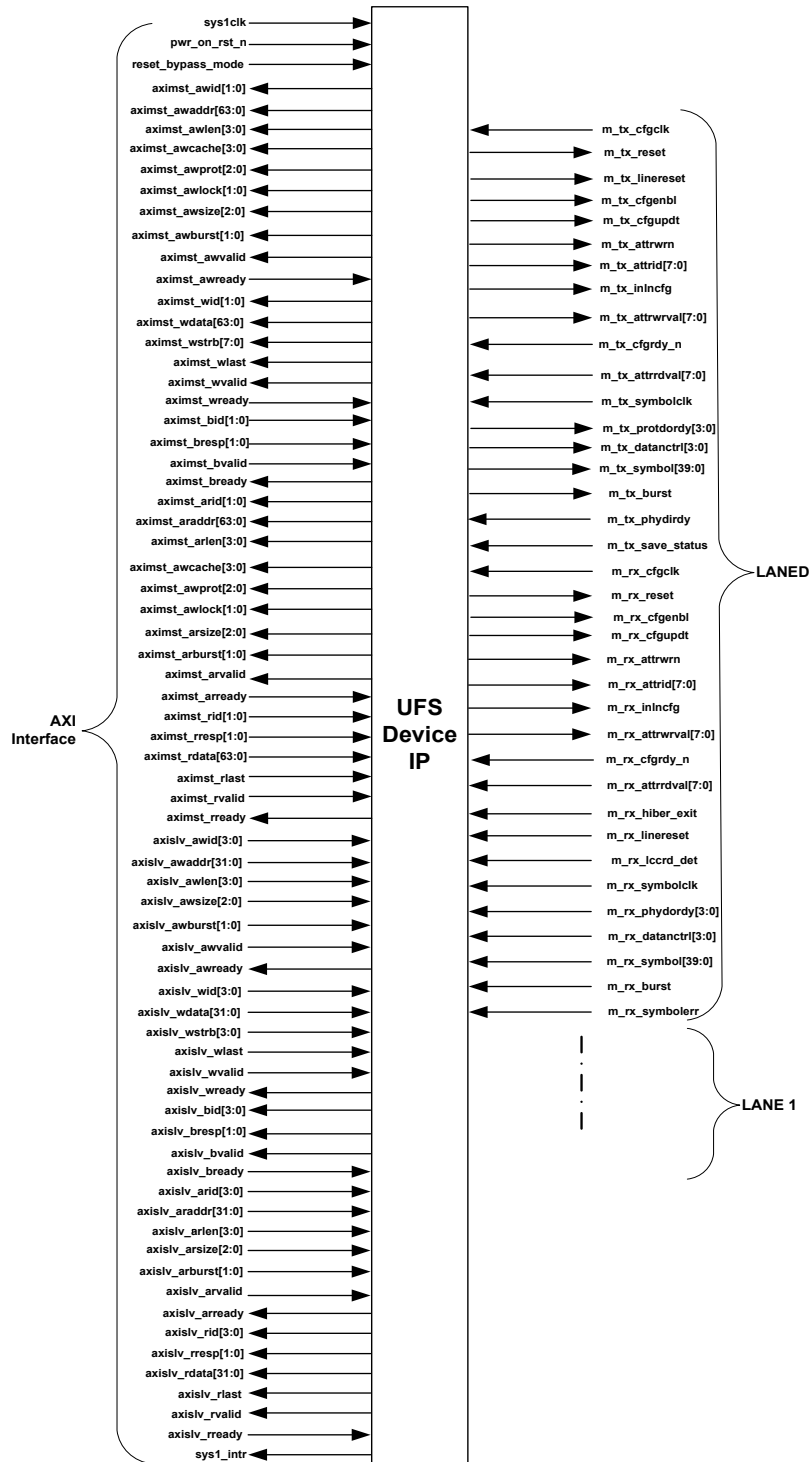 sys1clk
pwr_on_rst_n
reset_bypass_mode
aximst_awid[1:0]
aximst_awaddr[63:0]
aximst_awlen[3:0]
aximst_awcache[3:0]
aximst_awprot[2:0]
aximst_awlock[1:0]
aximst_awsize[2:0]
aximst_awburst[1:0]
aximst_awvalid
aximst_awready
aximst_wid[1:0]
aximst_wdata[63:0]
aximst_wstrb[7:0]
aximst_wlast
aximst_wvalid
aximst_wready
aximst_bid[1:0]
aximst_bresp[1:0]
aximst_bvalid
aximst_bready
aximst_arid[1:0]
aximst_araddr[63:0]
aximst_arlen[3:0]
aximst_awcache[3:0]
aximst_awprot[2:0]
aximst_awlock[1:0]
aximst_arsize[2:0]
aximst_arburst[1:0]
aximst_arvalid
aximst_arready
aximst_rid[1:0]
aximst_rresp[1:0]
aximst_rdata[63:0]
aximst_rlast
aximst_rvalid
aximst_rready
axislv_awid[3:0]
axislv_awaddr[31:0]
axislv_awlen[3:0]
axislv_awsize[2:0]
axislv_awburst[1:0]
axislv_awvalid
axislv_awready
axislv_wid[3:0]
axislv_wdata[31:0]
axislv_wstrb[3:0]
axislv_wlast
axislv_wvalid
axislv_wready
axislv_bid[3:0]
axislv_bresp[1:0]
axislv_bvalid
axislv_bready
axislv_arid[3:0]
axislv_araddr[31:0]
axislv_arlen[3:0]
axislv_arsize[2:0]
axislv_arburst[1:0]
axislv_arvalid
axislv_arready
axislv_rid[3:0]
axislv_rresp[1:0]
axislv_rdata[31:0]
axislv_rlast
axislv_rvalid
axislv_rready
sys1_intr
AXI
Interface
UFS
Device
IP
m_tx_cfgclk
m_tx_reset
m_tx_linereset
m_tx_cfgenbl
m_tx_cfgupdt
m_tx_attrwrn
m_tx_attrid[7:0]
m_tx_inlncfg
m_tx_attrwrval[7:0]
m_tx_cfgrdy_n
m_tx_attrrdval[7:0]
m_tx_symbolclk
m_tx_protdordy[3:0]
m_tx_datanctrl[3:0]
m_tx_symbol[39:0]
m_tx_burst
m_tx_phydirdy
m_tx_save_status
m_rx_cfgclk
m_rx_reset
m_rx_cfgenbl
m_rx_cfgupdt
m_rx_attrwrn
m_rx_attrid[7:0]
m_rx_inlncfg
m_rx_attrwrval[7:0]
m_rx_cfgrdy_n
m_rx_attrrdval[7:0]
m_rx_hiber_exit
m_rx_linereset
m_rx_lccrd_det
m_rx_symbolclk
m_rx_phydordy[3:0]
m_rx_datanctrl[3:0]
m_rx_symbol[39:0]
m_rx_burst
m_rx_symbolerr
LANED
LANE 1